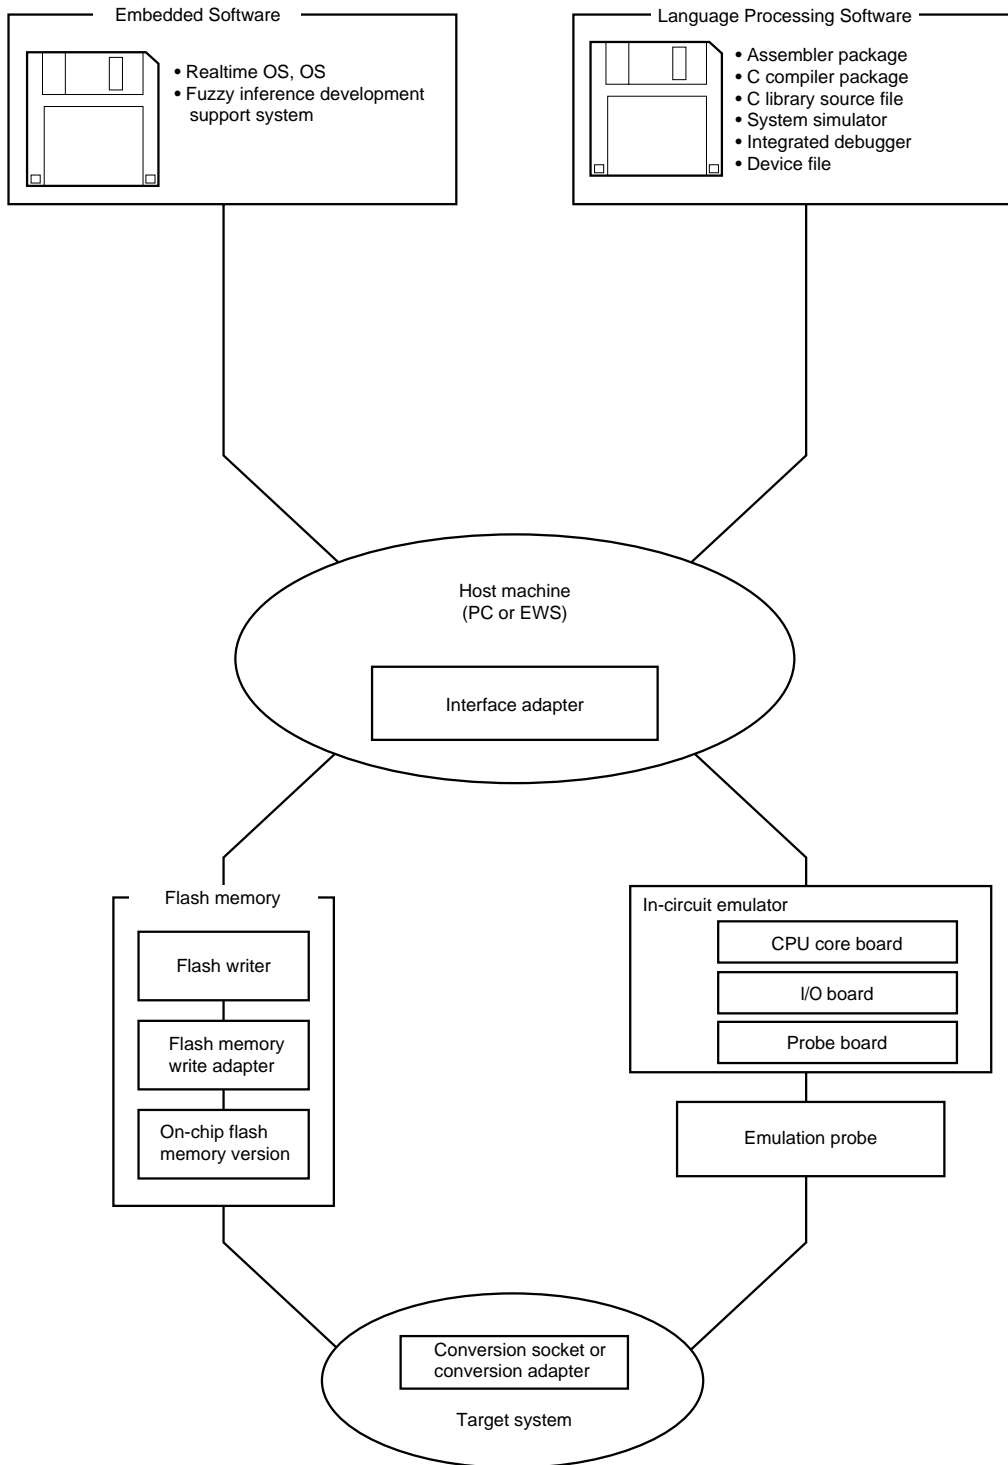 Embedded Software
• Realtime OS, OS
• Fuzzy inference development
support system
Language Processing Software
• Assembler package
• C compiler package
• C library source file
• System simulator
• Integrated debugger
• Device file
Host machine
(PC or EWS)
Interface adapter
Flash memory
Flash writer
Flash memory
write adapter
On-chip flash
memory version
In-circuit emulator
CPU core board
I/O board
Probe board
Emulation probe
Conversion socket or
conversion adapter
Target system